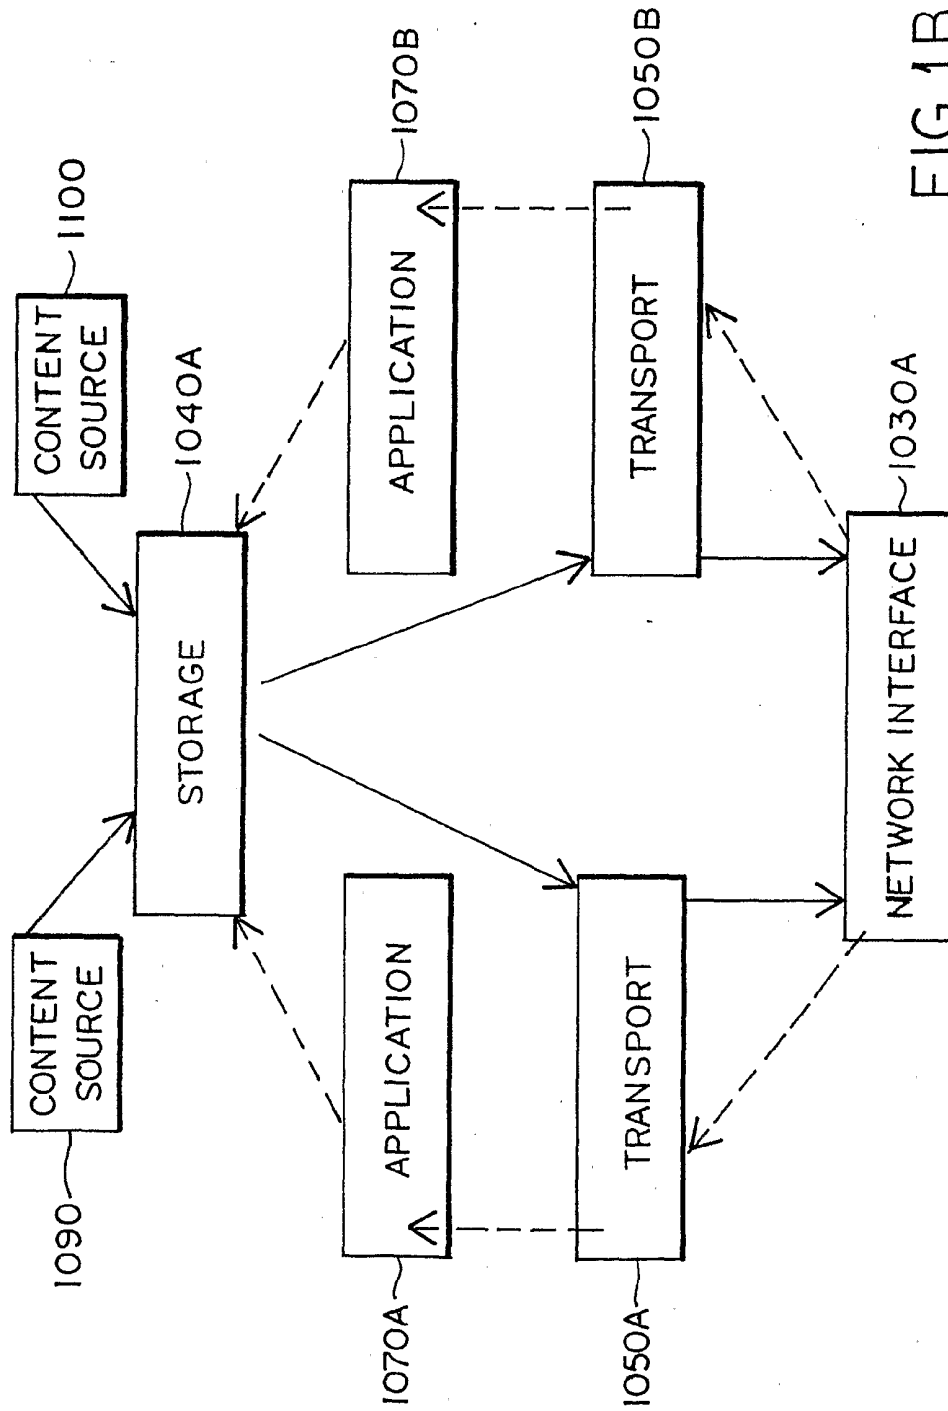 1090
CONTENT
SOURCE
CONTENT
SOURCE
1100
STORAGE
1040A
1070A
APPLICATION
APPLICATION
1070B
1050A
TRANSPORT
TRANSPORT
1050B
NETWORK INTERFACE
1030A
FIG. 1B